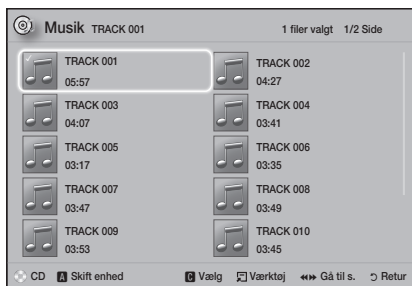 Musik TRACK 001 1 filer valgt 1/2 Side
TRACK 001 TRACK 002
05:57 04:27
TRACK 003 TRACK 004
04:07 03:41
TRACK 005 TRACK 006
03:17 03:35
TRACK 007 TRACK 008
03:47 03:49
TRACK 009 TRACK 010
03:53 03:45
CD A Skift enhed C Vælg Værktøj Gå til s. Retur